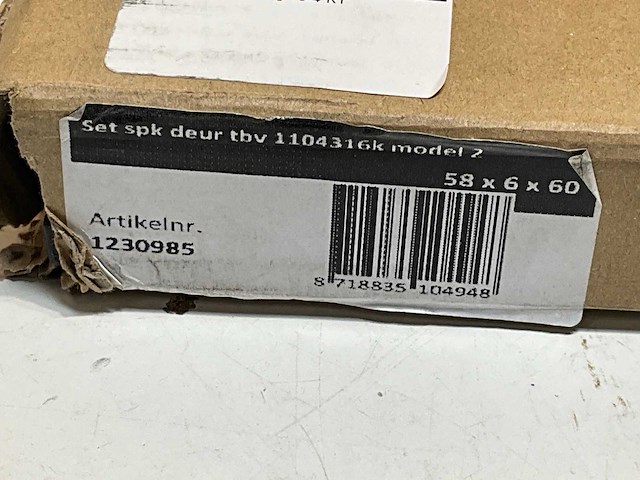 Set spk deur tbv 1104316k model 2
58 x 6 x 60
Artikelnr.
1230985
8 718835 104948